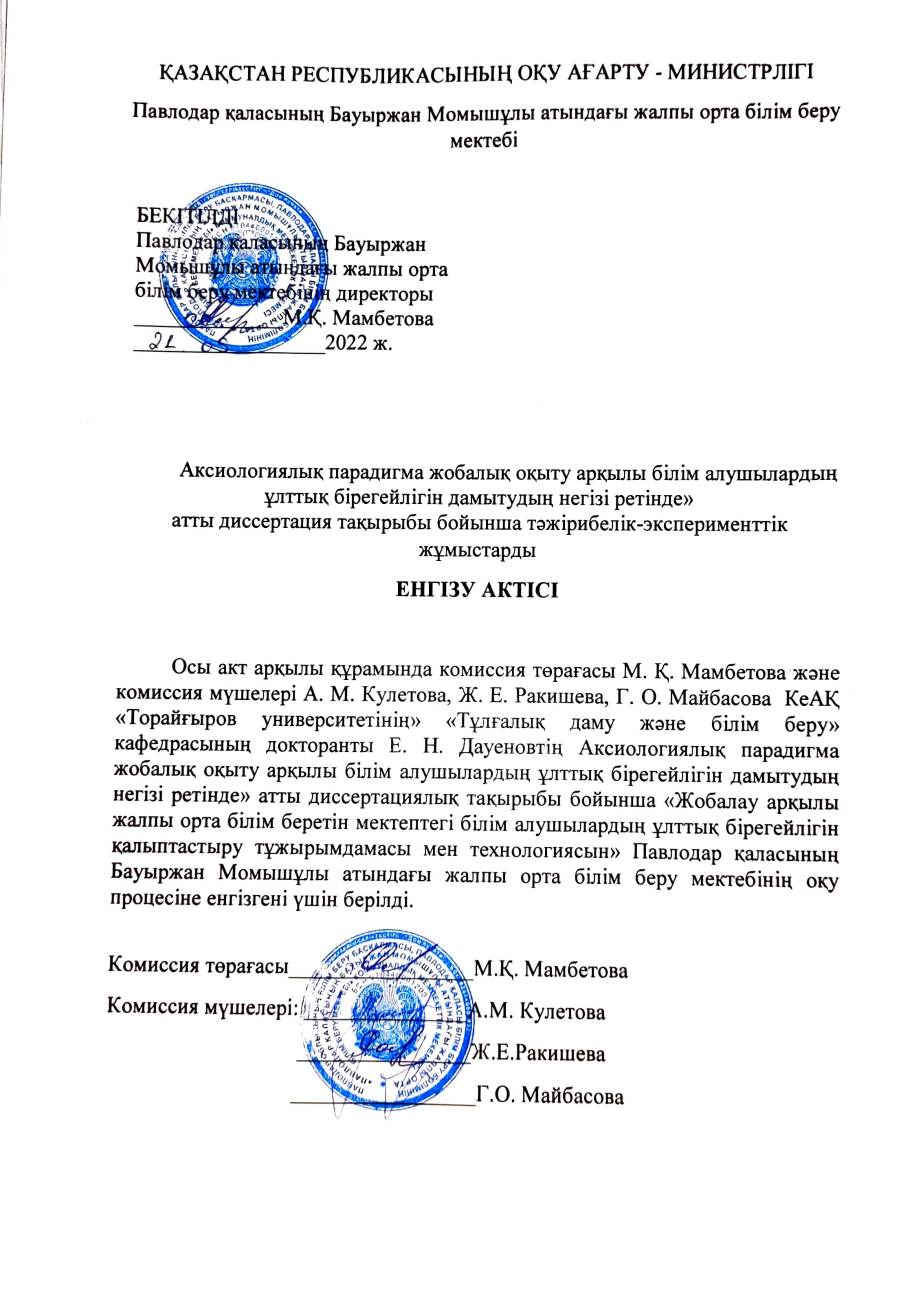 ҚАЗАҚСТАН РЕСПУБЛИКАСЫНЫҢ ОҚУ АҒАРТУ - МИНИСТРЛІГІ
Павлодар қаласының Бауыржан Момышұлы атындағы жалпы орта білім беру
мектебі
БЕКІТІЛДІ
Павлодар қаласының Бауыржан
Момышұлы атындағы жалпы орта
білім беру мектебінің директоры
М.Қ. Мамбетова
2022 ж.
Аксиологиялық парадигма жобалық оқыту арқылы білім алушылардың
ұлттық бірегейлігін дамытудың негізі ретінде»
атты диссертация тақырыбы бойынша тәжірибелік-эксперименттік
жұмыстарды
ЕНГІЗУ АКТІСІ
Осы акт арқылы құрамында комиссия төрағасы М. Қ. Мамбетова және
комиссия мүшелері А. М. Кулетова, Ж. Е. Ракишева, Г. О. Майбасова КеАҚ
«Торайғыров университетінің» «Тұлғалық даму және білім беру»
кафедрасының докторанты Е. Н. Дауеновтің Аксиологиялық парадигма
жобалық оқыту арқылы білім алушылардың ұлттық бірегейлігін дамытудың
негізі ретінде» атты диссертациялық тақырыбы бойынша «Жобалау арқылы
жалпы орта білім беретін мектептегі білім алушылардың ұлттық бірегейлігін
қалыптастыру тұжырымдамасы мен технологиясын» Павлодар қаласының
Бауыржан Момышұлы атындағы жалпы орта білім беру мектебінің оқу
процесіне енгізгені үшін берілді.
Комиссия төрағасы М.Қ. Мамбетова
Комиссия мүшелері: А.М. Кулетова
Ж.Е.Ракишева
Г.О. Майбасова